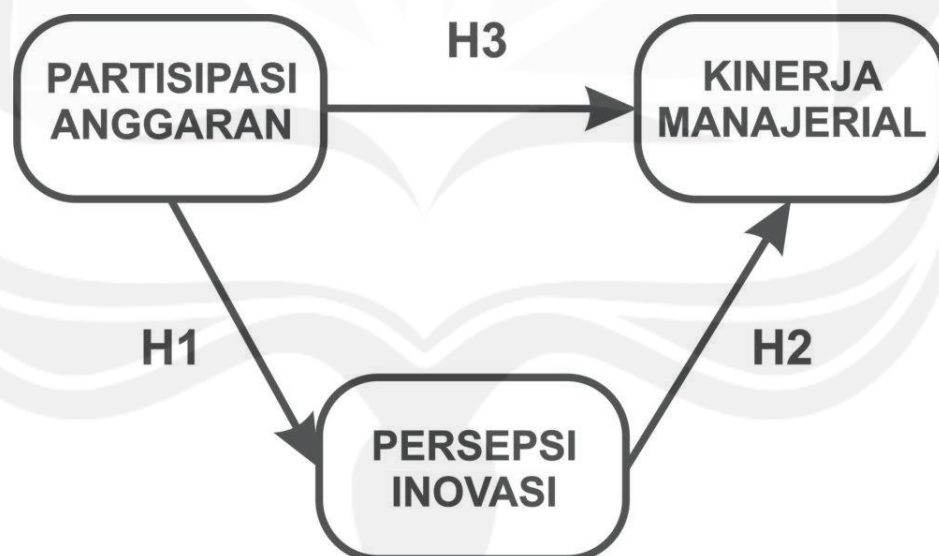 H3
PARTISIPASI
ANGGARAN
KINERJA
MANAJERIAL
H1
H2
PERSEPSI
INOVASI